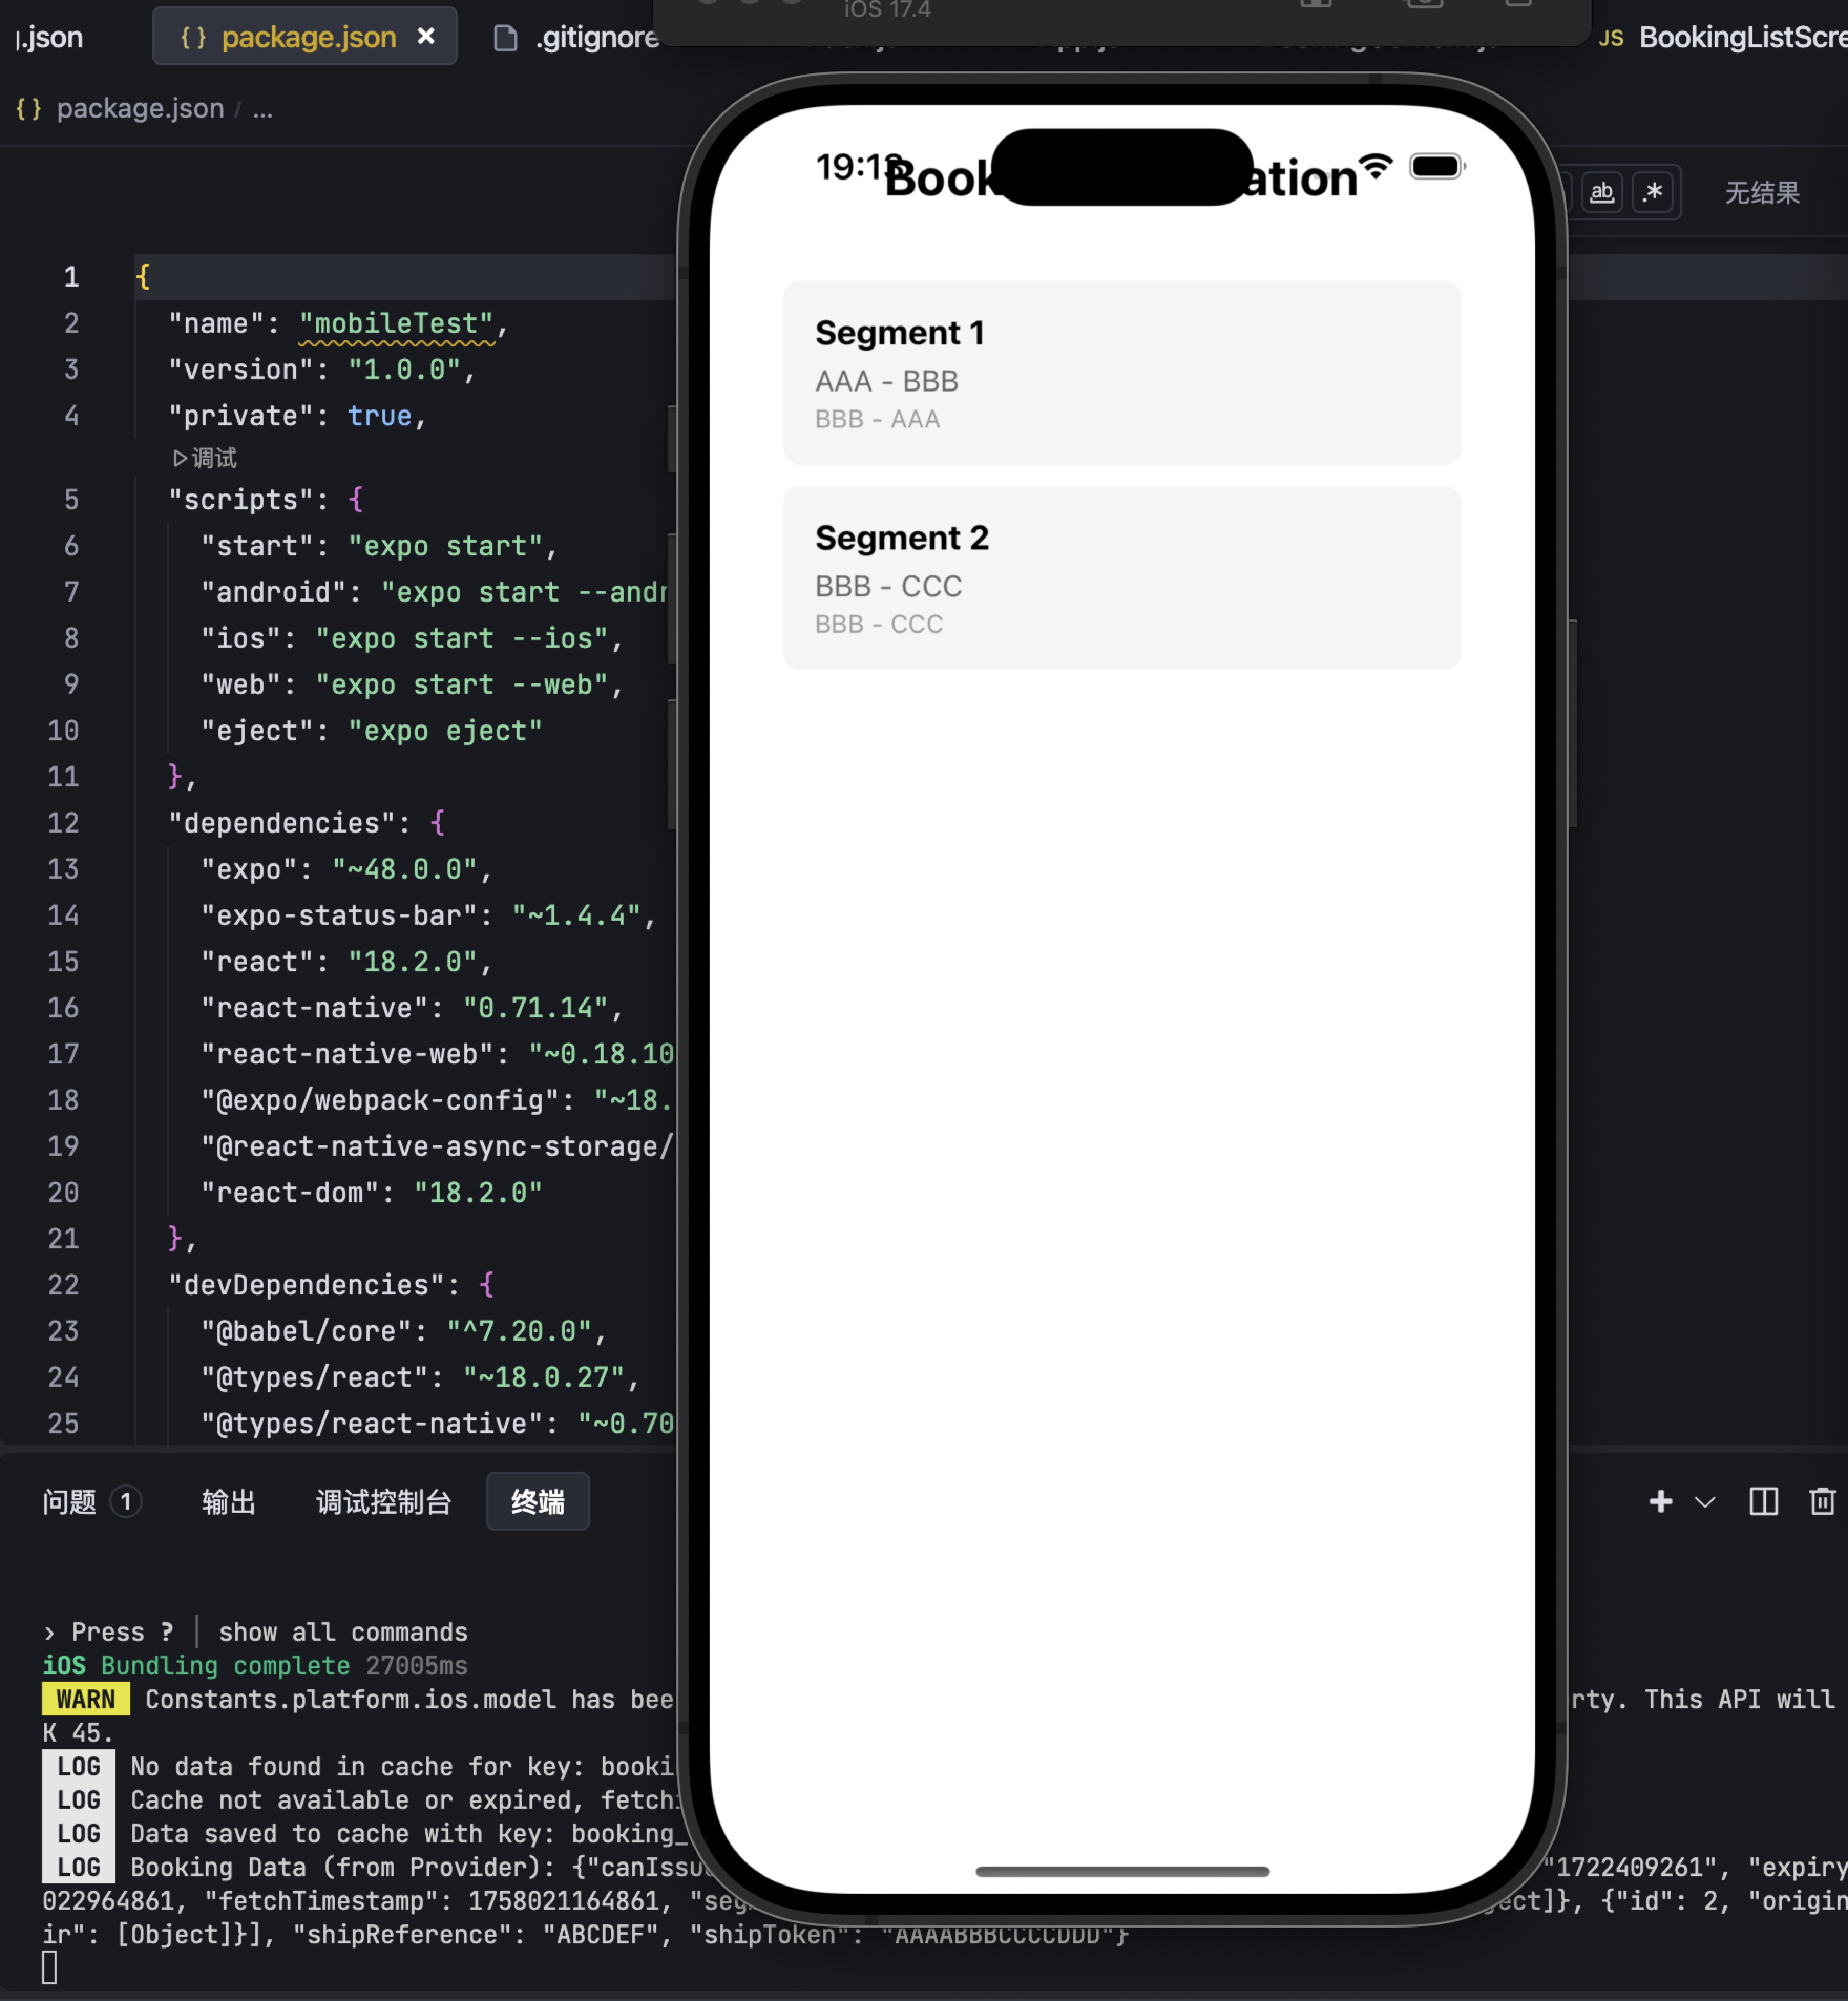 .json
{} package.json ×
.gitignore
iOS 17.4
JS BookingListScre
{} package.json / ...
ab
.*
无结果
1 {
2 "name": "mobileTest",
3 "version": "1.0.0",
4 "private": true,
调试
5 "scripts": {
6 "start": "expo start",
7 "android": "expo start --andr
8 "ios": "expo start --ios",
9 "web": "expo start --web",
10 "eject": "expo eject"
11 },
12 "dependencies": {
13 "expo": "~48.0.0",
14 "expo-status-bar": "~1.4.4",
15 "react": "18.2.0",
16 "react-native": "0.71.14",
17 "react-native-web": "~0.18.10
18 "@expo/webpack-config": "~18.
19 "@react-native-async-storage/
20 "react-dom": "18.2.0"
21 },
22 "devDependencies": {
23 "@babel/core": "^7.20.0",
24 "@types/react": "~18.0.27",
25 "@types/react-native": "~0.70
19:13
Book ation
Segment 1
AAA - BBB
BBB - AAA
Segment 2
BBB - CCC
BBB - CCC
问题 1 输出 调试控制台 终端
› Press ? │ show all commands
iOS Bundling complete 27005ms
WARN Constants.platform.ios.model has bee rty. This API will
K 45.
LOG No data found in cache for key: booki
LOG Cache not available or expired, fetchi
LOG Data saved to cache with key: booking_
LOG Booking Data (from Provider): {"canIssu "1722409261", "expiry
022964861, "fetchTimestamp": 1758021164861, "seg ject]}, {"id": 2, "origin
ir": [Object]}], "shipReference": "ABCDEF", "shipToken": "AAAABBBCCCCDDD"}